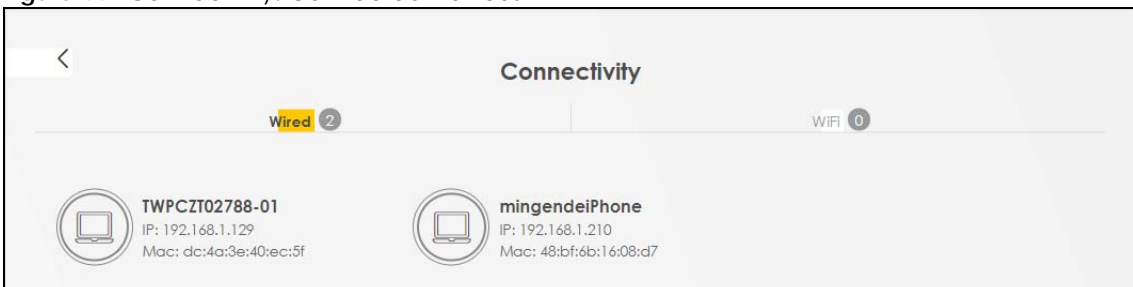 Connectivity
Wired 2
WiFi 0
TWPCZT02788-01
IP: 192.168.1.129
Mac: dc:4a:3e:40:ec:5f
mingendeiPhone
IP: 192.168.1.210
Mac: 48:bf:6b:16:08:d7